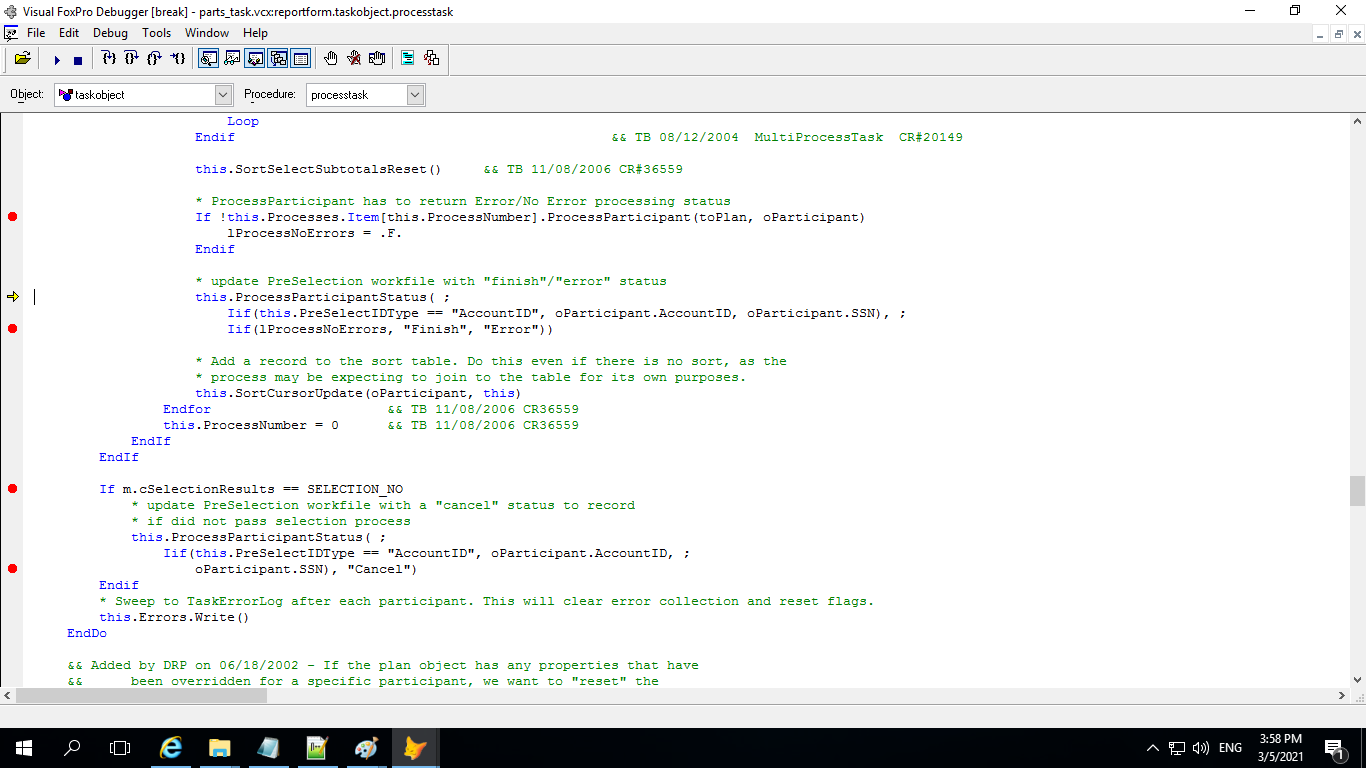 Visual FoxPro Debugger [break] - parts_task.vcx:reportform.taskobject.processtask
File Edit Debug Tools Window Help
Object: taskobject Procedure: processtask
Loop
Endif && TB 08/12/2004 MultiProcessTask CR#20149
this.SortSelectSubtotalsReset() && TB 11/08/2006 CR#36559
* ProcessParticipant has to return Error/No Error processing status
If !this.Processes.Item[this.ProcessNumber].ProcessParticipant(toPlan, oParticipant)
lProcessNoErrors = .F.
Endif
* update PreSelection workfile with "finish"/"error" status
this.ProcessParticipantStatus( ;
Iif(this.PreSelectIDType == "AccountID", oParticipant.AccountID, oParticipant.SSN), ;
Iif(lProcessNoErrors, "Finish", "Error"))
* Add a record to the sort table. Do this even if there is no sort, as the
* process may be expecting to join to the table for its own purposes.
this.SortCursorUpdate(oParticipant, this)
Endfor && TB 11/08/2006 CR36559
this.ProcessNumber = 0 && TB 11/08/2006 CR36559
EndIf
EndIf
If m.cSelectionResults == SELECTION_NO
* update PreSelection workfile with a "cancel" status to record
* if did not pass selection process
this.ProcessParticipantStatus( ;
Iif(this.PreSelectIDType == "AccountID", oParticipant.AccountID, ;
oParticipant.SSN), "Cancel")
Endif
* Sweep to TaskErrorLog after each participant. This will clear error collection and reset flags.
this.Errors.Write()
EndDo
&& Added by DRP on 06/18/2002 - If the plan object has any properties that have
&& been overridden for a specific participant, we want to "reset" the
ENG
3:58 PM
3/5/2021
1